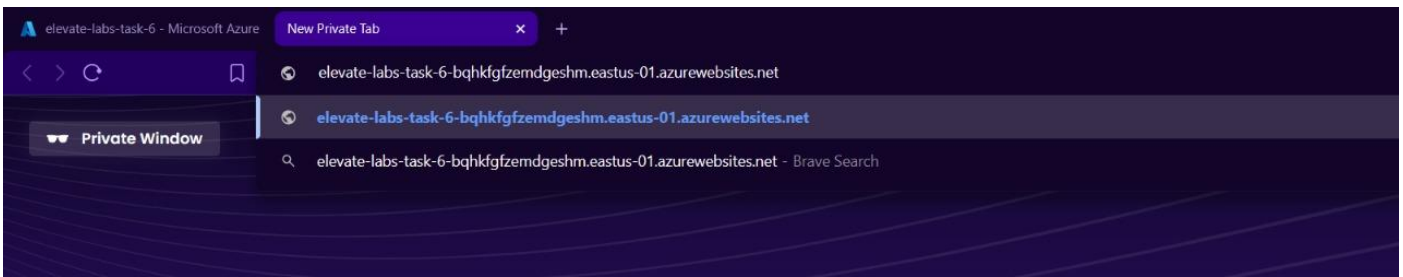 elevate-labs-task-6 - Microsoft Azure
New Private Tab
elevate-labs-task-6-bqhkfgfzemdgeshm.eastus-01.azurewebsites.net
elevate-labs-task-6-bqhkfgfzemdgeshm.eastus-01.azurewebsites.net
Private Window
elevate-labs-task-6-bqhkfgfzemdgeshm.eastus-01.azurewebsites.net - Brave Search